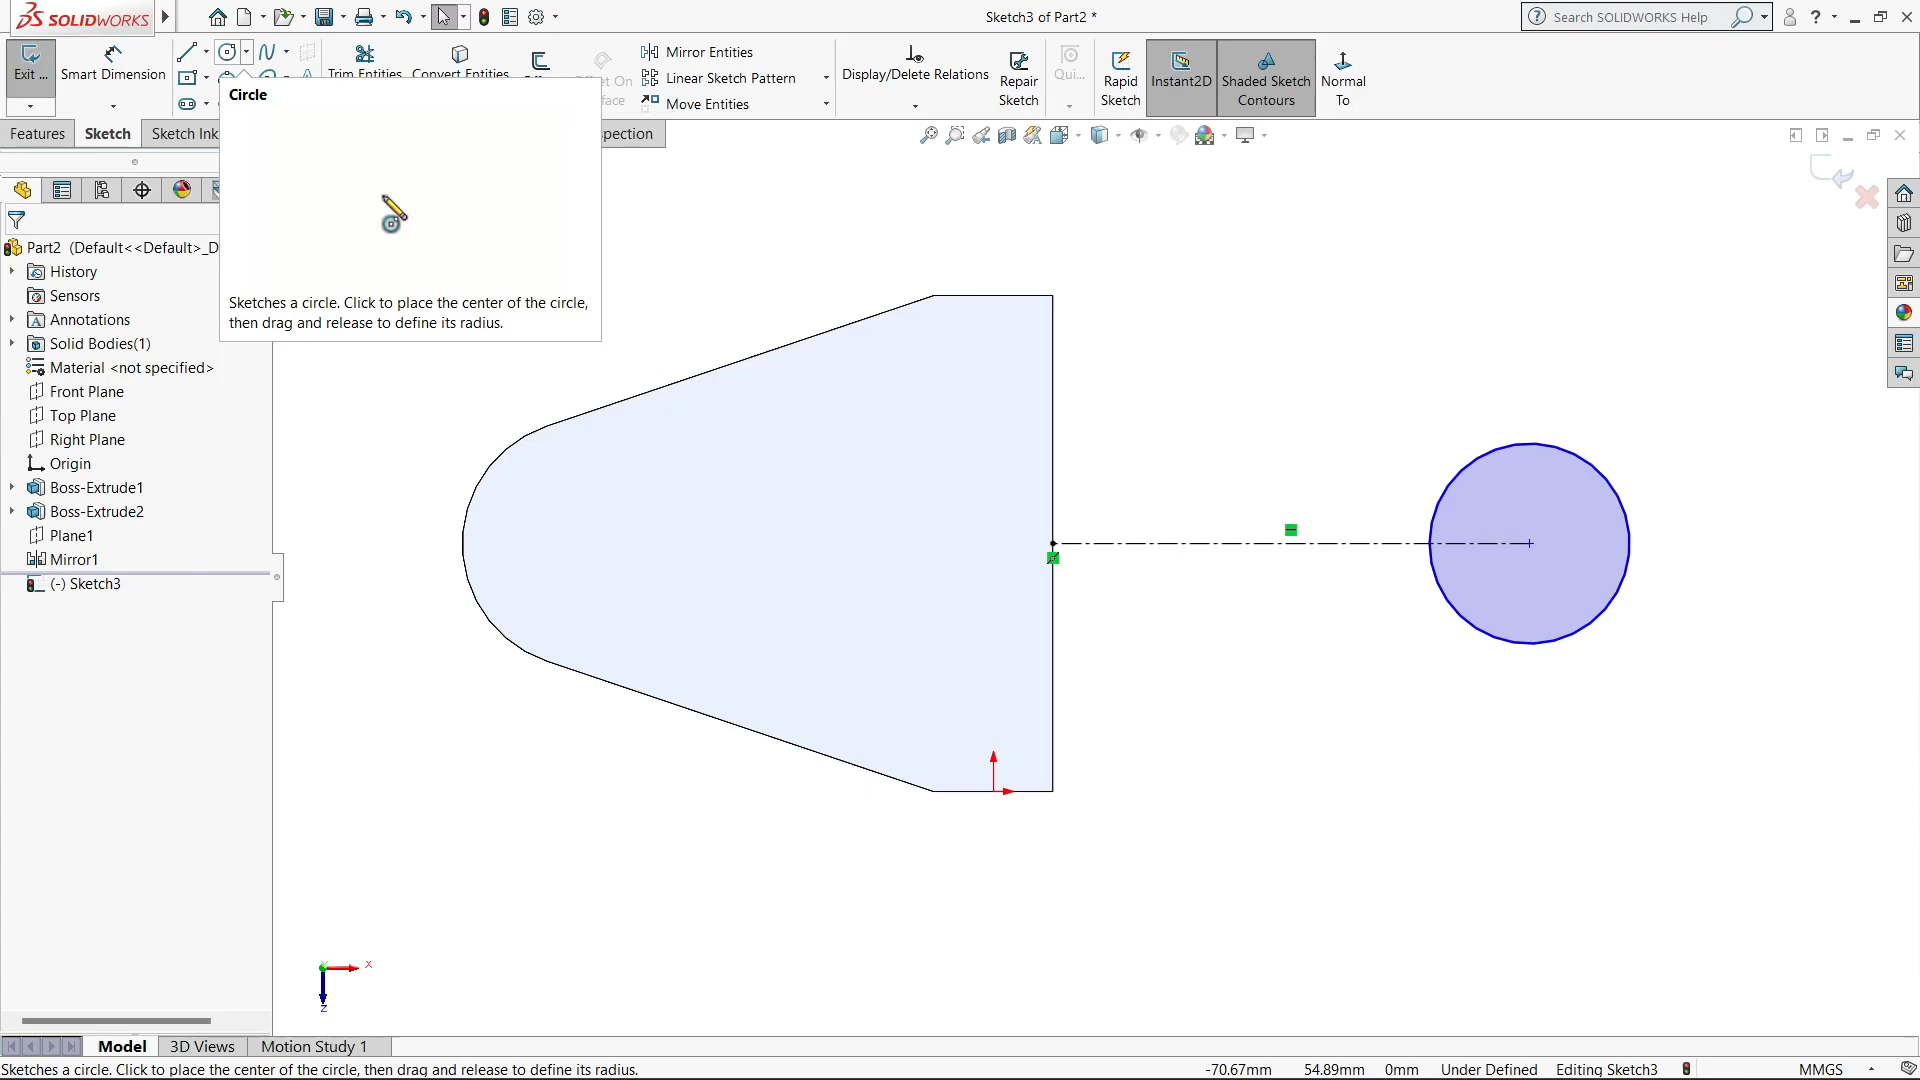 SOLIDWORKS
Sketch3 of Part2 *
Search SOLIDWORKS Help
Exit ...
Smart Dimension
Trim Entities
Convert Entities
Mirror Entities
Linear Sketch Pattern
Move Entities
Display/Delete Relations
Repair
Sketch
Qui...
Rapid
Sketch
Instant2D
Shaded Sketch
Contours
Normal
To
Circle
Features
Sketch
Sketch Ink
Sketches a circle. Click to place the center of the circle,
then drag and release to define its radius.
Part2 (Default<<Default>_D
History
Sensors
Annotations
Solid Bodies(1)
Material <not specified>
Front Plane
Top Plane
Right Plane
Origin
Boss-Extrude1
Boss-Extrude2
Plane1
Mirror1
(-) Sketch3
X
Z
Model
3D Views
Motion Study 1
Sketches a circle. Click to place the center of the circle, then drag and release to define its radius.
-70.67mm
54.89mm
0mm
Under Defined
Editing Sketch3
MMGS